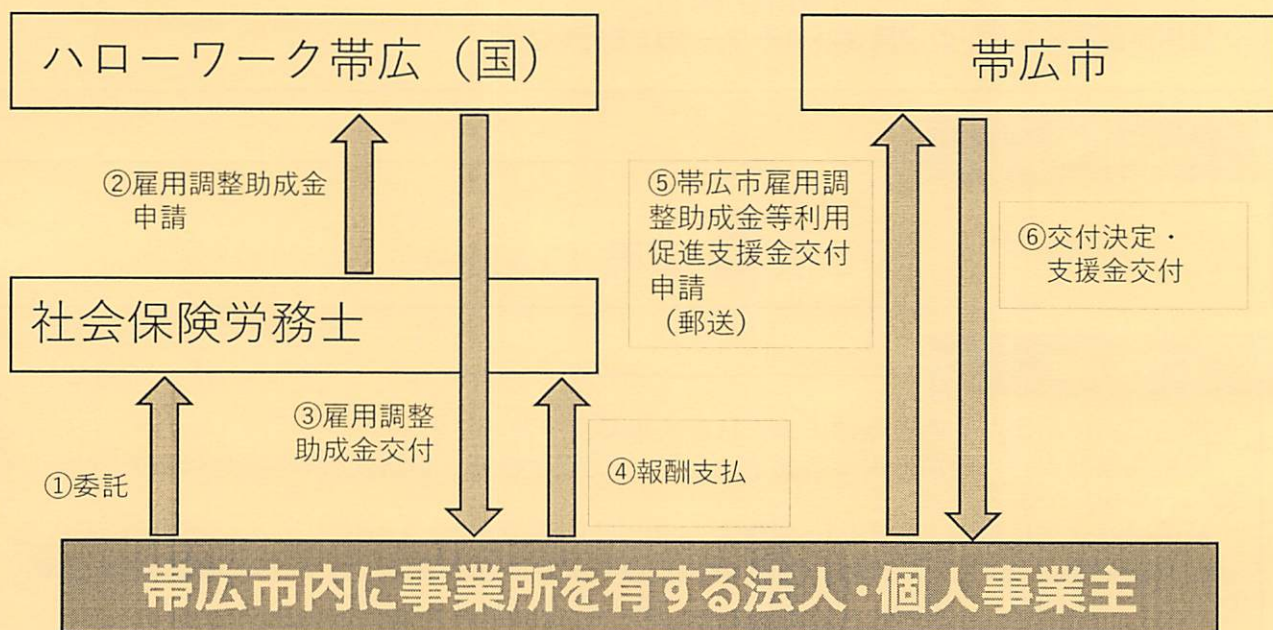 ハローワーク帯広（国）
帯広市
②雇用調整助成金
申請
⑤帯広市雇用調
整助成金等利用
促進支援金交付
申請
（郵送）
⑥交付決定・
支援金交付
社会保険労務士
③雇用調整
助成金交付
①委託
④報酬支払
帯広市内に事業所を有する法人・個人事業主